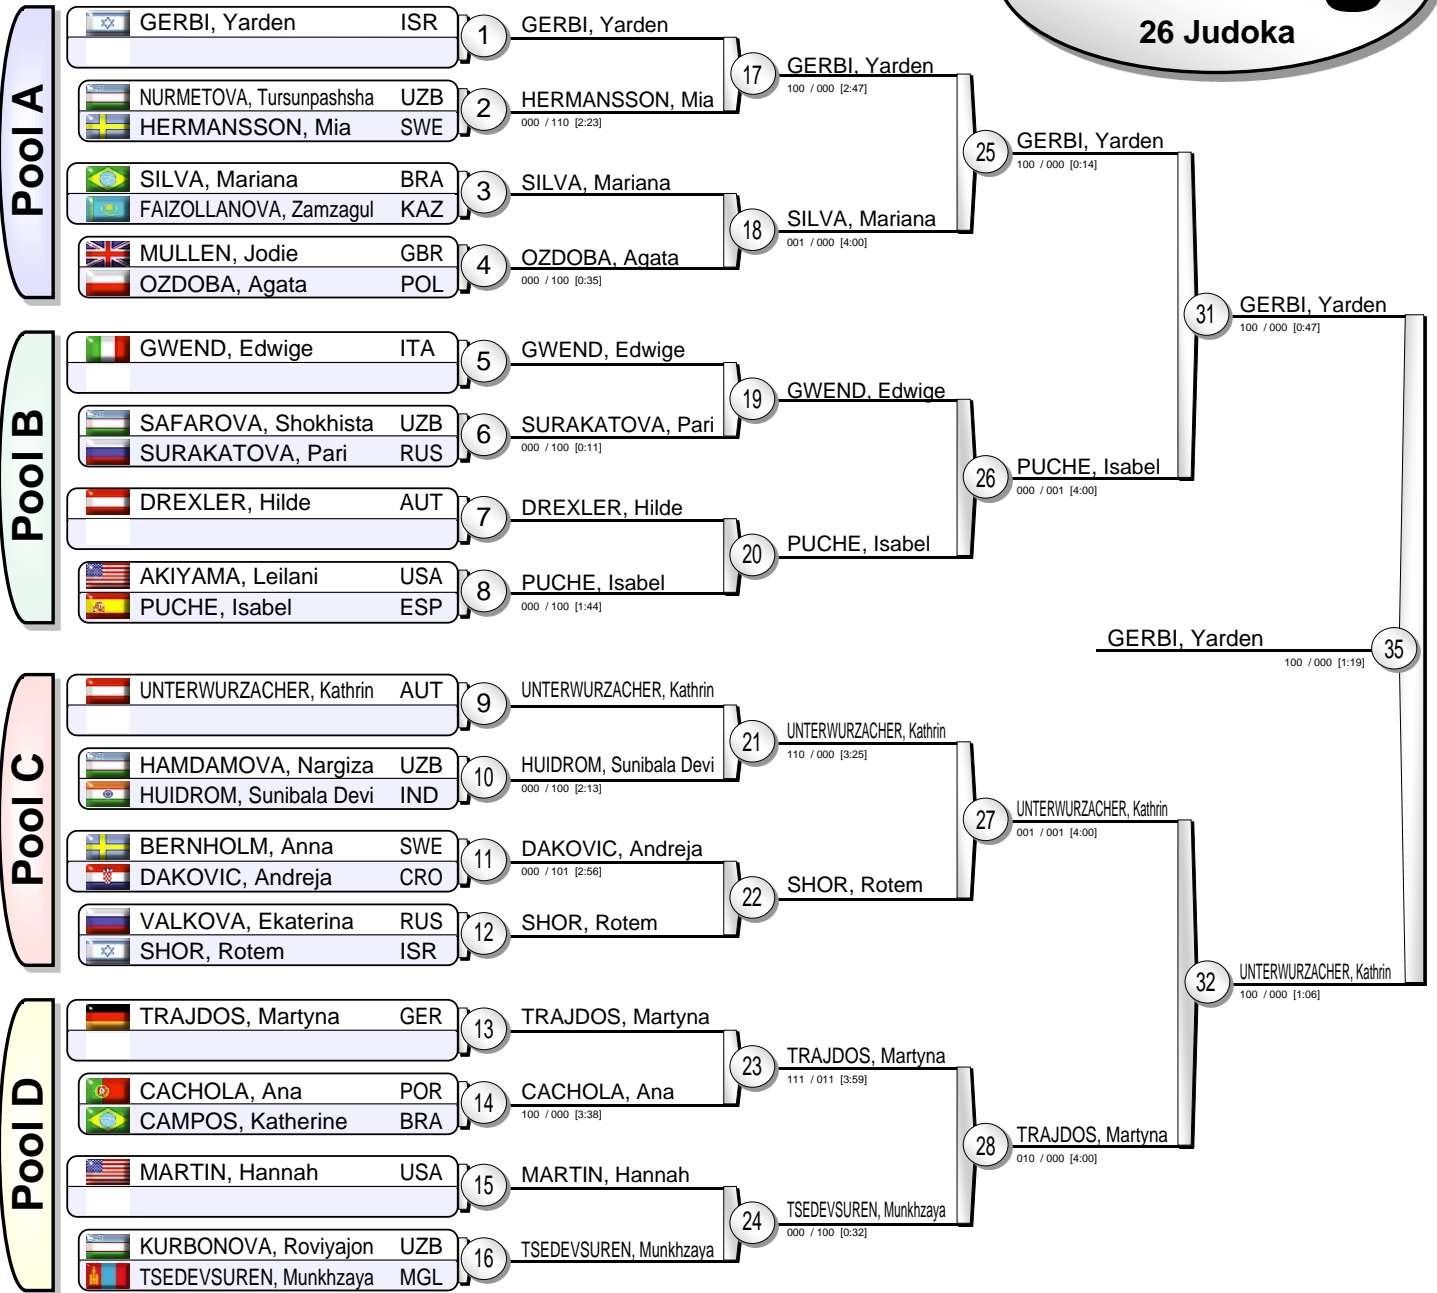 26 Judoka
Pool A
GERBI, Yarden ISR
1
GERBI, Yarden
NURMETOVA, Tursunpashsha UZB
HERMANSSON, Mia SWE
2
HERMANSSON, Mia
000 / 110 [2:23]
17
GERBI, Yarden
100 / 000 [2:47]
SILVA, Mariana BRA
FAIZOLLANOVA, Zamzagul KAZ
3
SILVA, Mariana
MULLEN, Jodie GBR
OZDOBA, Agata POL
4
OZDOBA, Agata
000 / 100 [0:35]
18
SILVA, Mariana
001 / 000 [4:00]
25
GERBI, Yarden
100 / 000 [0:14]
Pool B
GWEND, Edwige ITA
5
GWEND, Edwige
SAFAROVA, Shokhista UZB
SURAKATOVA, Pari RUS
6
SURAKATOVA, Pari
000 / 100 [0:11]
19
GWEND, Edwige
DREXLER, Hilde AUT
7
DREXLER, Hilde
AKIYAMA, Leilani USA
PUCHE, Isabel ESP
8
PUCHE, Isabel
000 / 100 [1:44]
20
PUCHE, Isabel
26
PUCHE, Isabel
000 / 001 [4:00]
31
GERBI, Yarden
100 / 000 [0:47]
Pool C
UNTERWURZACHER, Kathrin AUT
9
UNTERWURZACHER, Kathrin
HAMDAMOVA, Nargiza UZB
HUIDROM, Sunibala Devi IND
10
HUIDROM, Sunibala Devi
000 / 100 [2:13]
21
UNTERWURZACHER, Kathrin
110 / 000 [3:25]
BERNHOLM, Anna SWE
DAKOVIC, Andreja CRO
11
DAKOVIC, Andreja
000 / 101 [2:56]
VALKOVA, Ekaterina RUS
SHOR, Rotem ISR
12
SHOR, Rotem
22
SHOR, Rotem
27
UNTERWURZACHER, Kathrin
001 / 001 [4:00]
Pool D
TRAJDOS, Martyna GER
13
TRAJDOS, Martyna
CACHOLA, Ana POR
CAMPOS, Katherine BRA
14
CACHOLA, Ana
100 / 000 [3:38]
23
TRAJDOS, Martyna
111 / 011 [3:59]
MARTIN, Hannah USA
15
MARTIN, Hannah
KURBONOVA, Roviyajon UZB
TSEDEVSUREN, Munkhzaya MGL
16
TSEDEVSUREN, Munkhzaya
24
TSEDEVSUREN, Munkhzaya
000 / 100 [0:32]
28
TRAJDOS, Martyna
010 / 000 [4:00]
32
UNTERWURZACHER, Kathrin
100 / 000 [1:06]
GERBI, Yarden
100 / 000 [1:19]
35